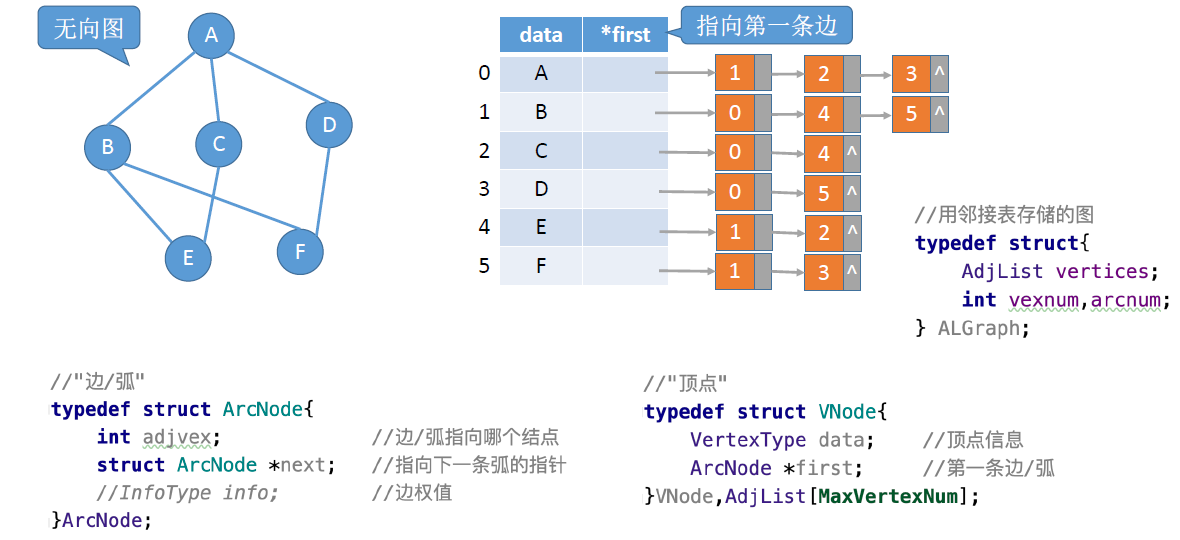 无向图
A
B
C
D
E
F
指向第一条边
data *first
0 A 1 2 3 ^
1 B 0 4 5 ^
2 C 0 4 ^
3 D 0 5 ^
4 E 1 2 ^
5 F 1 3 ^
//用邻接表存储的图
typedef struct{
AdjList vertices;
int vexnum,arcnum;
} ALGraph;
//"边/弧"
typedef struct ArcNode{
int adjvex; //边/弧指向哪个结点
struct ArcNode *next; //指向下一条弧的指针
//InfoType info; //边权值
}ArcNode;
//"顶点"
typedef struct VNode{
VertexType data; //顶点信息
ArcNode *first; //第一条边/弧
}VNode,AdjList[MaxVertexNum];